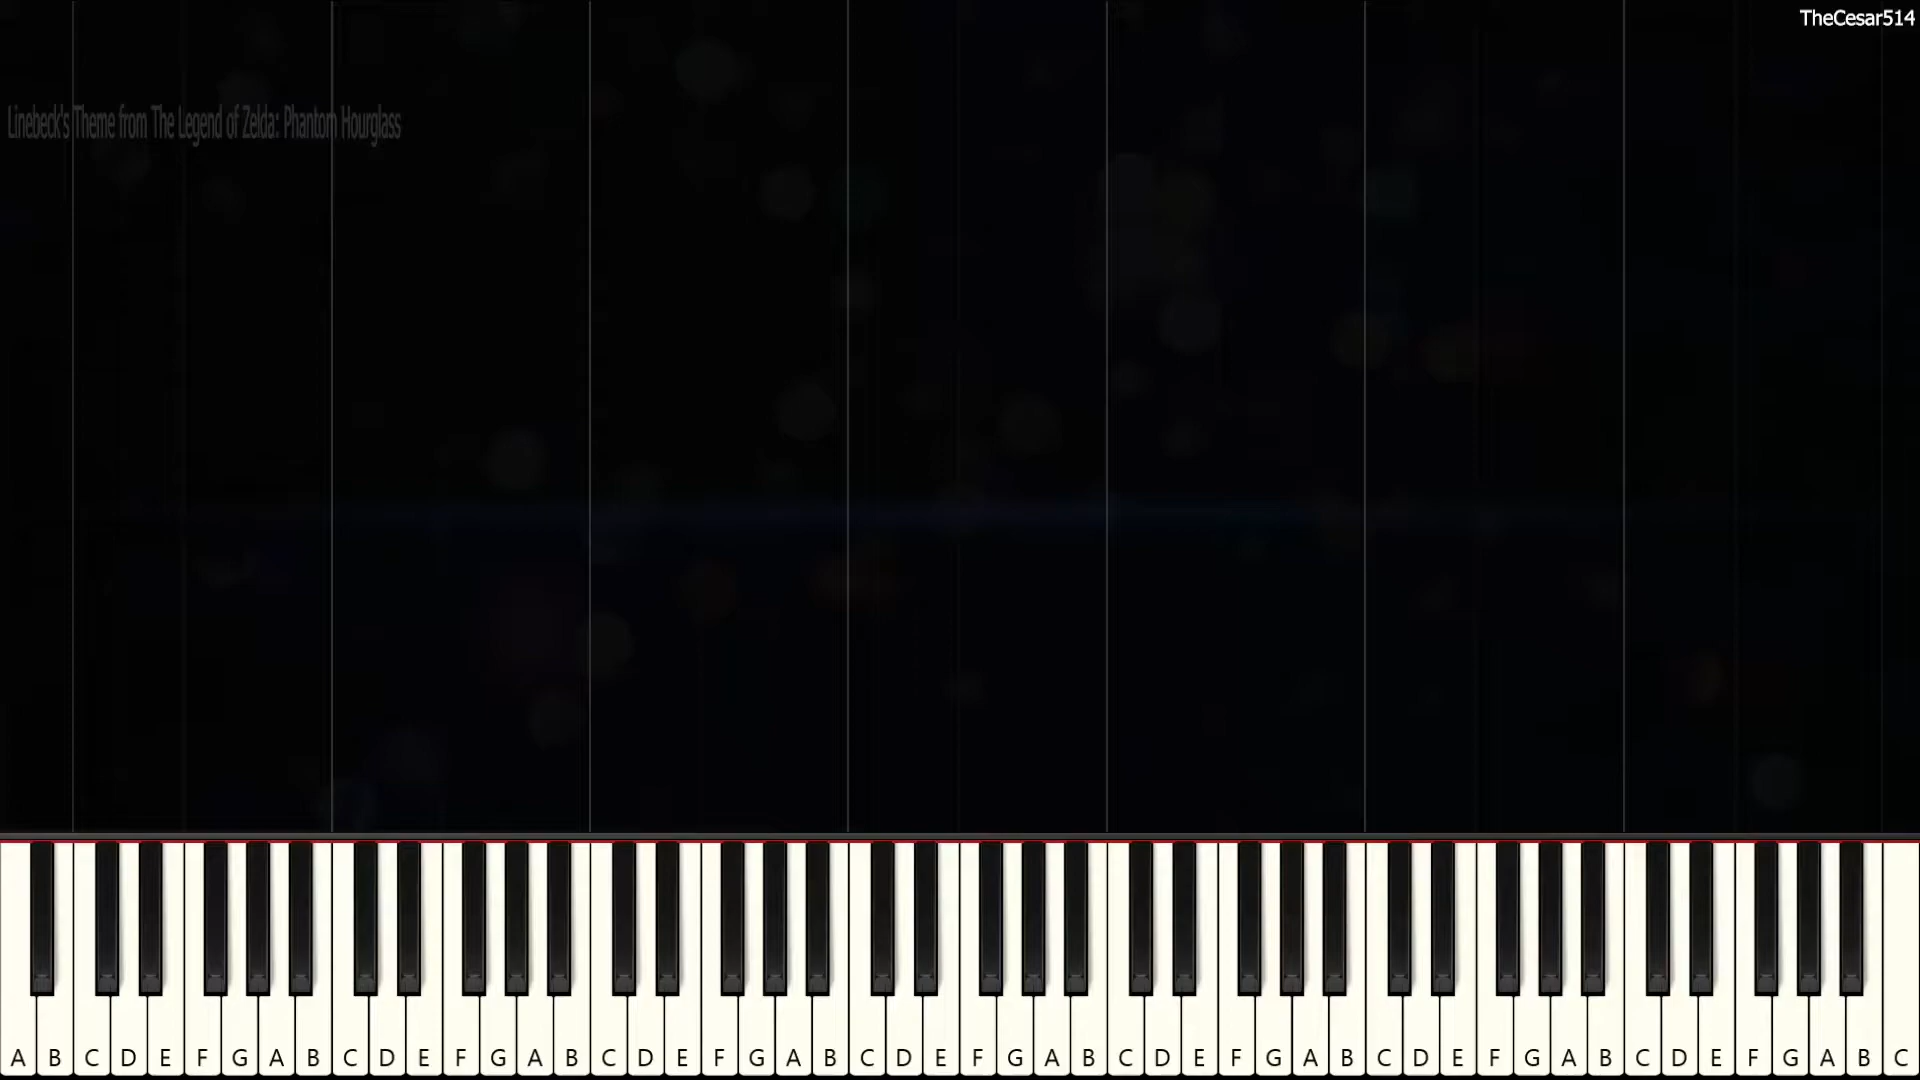 TheCesar514
Linebeck's Theme from The Legend of Zelda: Phantom Hourglass
A B C D E F G A B C D E F G A B C D E F G A B C D E F G A B C D E F G A B C D E F G A B C D E F G A B C